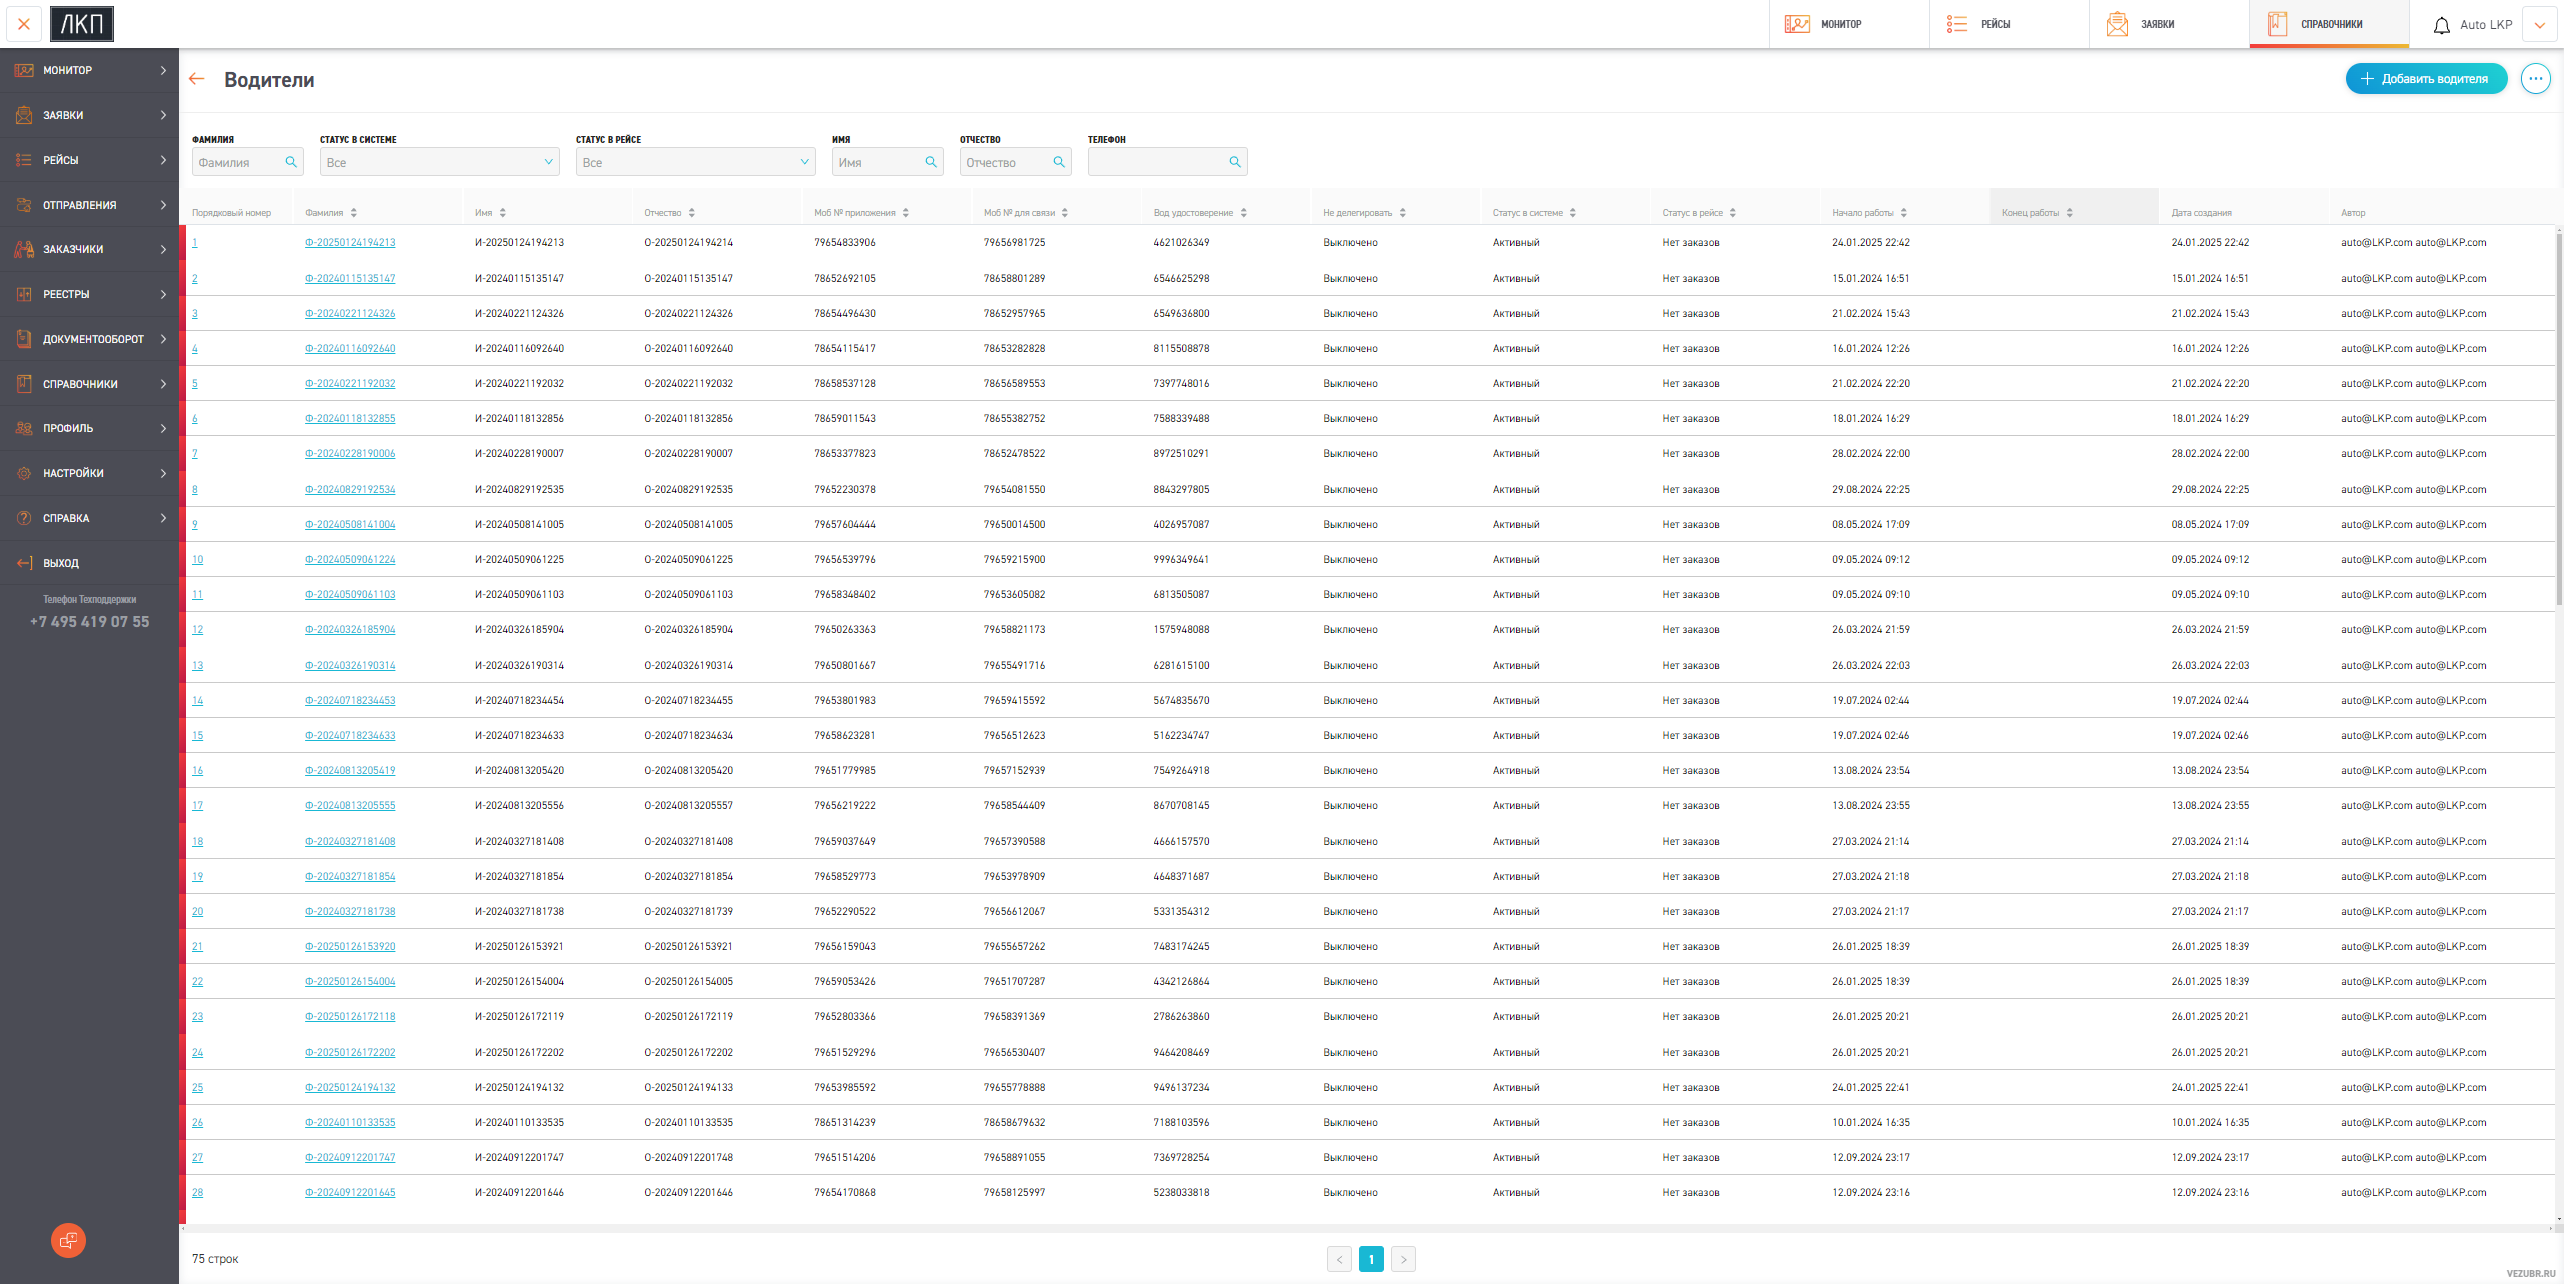 ЛКП
МОНИТОР
РЕЙСЫ
ЗАЯВКИ
СПРАВОЧНИКИ
Auto LKP
МОНИТОР
ЗАЯВКИ
РЕЙСЫ
ОТПРАВЛЕНИЯ
ЗАКАЗЧИКИ
РЕЕСТРЫ
ДОКУМЕНТООБОРОТ
СПРАВОЧНИКИ
ПРОФИЛЬ
НАСТРОЙКИ
СПРАВКА
ВЫХОД
Телефон Техподдержки
+7 495 419 07 55
Водители
Добавить водителя
ФАМИЛИЯ СТАТУС В СИСТЕМЕ СТАТУС В РЕЙСЕ ИМЯ ОТЧЕСТВО ТЕЛЕФОН
Фамилия Все Все Имя Отчество
Порядковый номер Фамилия Имя Отчество Моб № приложения Моб № для связи Вод удостоверение Не делегировать Статус в системе Статус в рейсе Начало работы Конец работы Дата создания Автор
1 Ф-20250124194213 И-20250124194213 О-20250124194214 79654833906 79656981725 4621026349 Выключено Активный Нет заказов 24.01.2025 22:42 24.01.2025 22:42 auto@LKP.com auto@LKP.com
2 Ф-20240115135147 И-20240115135147 О-20240115135147 78652692105 78658801289 6546625298 Выключено Активный Нет заказов 15.01.2024 16:51 15.01.2024 16:51 auto@LKP.com auto@LKP.com
3 Ф-20240221124326 И-20240221124326 О-20240221124326 78654496430 78652957965 6549636800 Выключено Активный Нет заказов 21.02.2024 15:43 21.02.2024 15:43 auto@LKP.com auto@LKP.com
4 Ф-20240116092640 И-20240116092640 О-20240116092640 78654115417 78653282828 8115508878 Выключено Активный Нет заказов 16.01.2024 12:26 16.01.2024 12:26 auto@LKP.com auto@LKP.com
5 Ф-20240221192032 И-20240221192032 О-20240221192032 78658537128 78656589553 7397748016 Выключено Активный Нет заказов 21.02.2024 22:20 21.02.2024 22:20 auto@LKP.com auto@LKP.com
6 Ф-20240118132855 И-20240118132856 О-20240118132856 78659011543 78655382752 7588339488 Выключено Активный Нет заказов 18.01.2024 16:29 18.01.2024 16:29 auto@LKP.com auto@LKP.com
7 Ф-20240228190006 И-20240228190007 О-20240228190007 78653377823 78652478522 8972510291 Выключено Активный Нет заказов 28.02.2024 22:00 28.02.2024 22:00 auto@LKP.com auto@LKP.com
8 Ф-20240829192534 И-20240829192535 О-20240829192535 79652230378 79654081550 8843297805 Выключено Активный Нет заказов 29.08.2024 22:25 29.08.2024 22:25 auto@LKP.com auto@LKP.com
9 Ф-20240508141004 И-20240508141005 О-20240508141005 79657604444 79650014500 4026957087 Выключено Активный Нет заказов 08.05.2024 17:09 08.05.2024 17:09 auto@LKP.com auto@LKP.com
10 Ф-20240509061224 И-20240509061225 О-20240509061225 79656539796 79659215900 9996349641 Выключено Активный Нет заказов 09.05.2024 09:12 09.05.2024 09:12 auto@LKP.com auto@LKP.com
11 Ф-20240509061103 И-20240509061103 О-20240509061103 79658348402 79653605082 6813505087 Выключено Активный Нет заказов 09.05.2024 09:10 09.05.2024 09:10 auto@LKP.com auto@LKP.com
12 Ф-20240326185904 И-20240326185904 О-20240326185904 79650263363 79658821173 1575948088 Выключено Активный Нет заказов 26.03.2024 21:59 26.03.2024 21:59 auto@LKP.com auto@LKP.com
13 Ф-20240326190314 И-20240326190314 О-20240326190314 79650801667 79655491716 6281615100 Выключено Активный Нет заказов 26.03.2024 22:03 26.03.2024 22:03 auto@LKP.com auto@LKP.com
14 Ф-20240718234453 И-20240718234454 О-20240718234455 79653801983 79659415592 5674835670 Выключено Активный Нет заказов 19.07.2024 02:44 19.07.2024 02:44 auto@LKP.com auto@LKP.com
15 Ф-20240718234633 И-20240718234633 О-20240718234634 79658623281 79656512623 5162234747 Выключено Активный Нет заказов 19.07.2024 02:46 19.07.2024 02:46 auto@LKP.com auto@LKP.com
16 Ф-20240813205419 И-20240813205420 О-20240813205420 79651779985 79657152939 7549264918 Выключено Активный Нет заказов 13.08.2024 23:54 13.08.2024 23:54 auto@LKP.com auto@LKP.com
17 Ф-20240813205555 И-20240813205556 О-20240813205557 79656219222 79658544409 8670708145 Выключено Активный Нет заказов 13.08.2024 23:55 13.08.2024 23:55 auto@LKP.com auto@LKP.com
18 Ф-20240327181408 И-20240327181408 О-20240327181408 79659037649 79657390588 4666157570 Выключено Активный Нет заказов 27.03.2024 21:14 27.03.2024 21:14 auto@LKP.com auto@LKP.com
19 Ф-20240327181854 И-20240327181854 О-20240327181854 79658529773 79653978909 4648371687 Выключено Активный Нет заказов 27.03.2024 21:18 27.03.2024 21:18 auto@LKP.com auto@LKP.com
20 Ф-20240327181738 И-20240327181738 О-20240327181739 79652290522 79656612067 5331354312 Выключено Активный Нет заказов 27.03.2024 21:17 27.03.2024 21:17 auto@LKP.com auto@LKP.com
21 Ф-20250126153920 И-20250126153921 О-20250126153921 79656159043 79655657262 7483174245 Выключено Активный Нет заказов 26.01.2025 18:39 26.01.2025 18:39 auto@LKP.com auto@LKP.com
22 Ф-20250126154004 И-20250126154004 О-20250126154005 79659053426 79651707287 4342126864 Выключено Активный Нет заказов 26.01.2025 18:39 26.01.2025 18:39 auto@LKP.com auto@LKP.com
23 Ф-20250126172118 И-20250126172119 О-20250126172119 79652803366 79658391369 2786263860 Выключено Активный Нет заказов 26.01.2025 20:21 26.01.2025 20:21 auto@LKP.com auto@LKP.com
24 Ф-20250126172202 И-20250126172202 О-20250126172202 79651529296 79656530407 9464208469 Выключено Активный Нет заказов 26.01.2025 20:21 26.01.2025 20:21 auto@LKP.com auto@LKP.com
25 Ф-20250124194132 И-20250124194132 О-20250124194133 79653985592 79655778888 9496137234 Выключено Активный Нет заказов 24.01.2025 22:41 24.01.2025 22:41 auto@LKP.com auto@LKP.com
26 Ф-20240110133535 И-20240110133535 О-20240110133535 78651314239 78658679632 7188103596 Выключено Активный Нет заказов 10.01.2024 16:35 10.01.2024 16:35 auto@LKP.com auto@LKP.com
27 Ф-20240912201747 И-20240912201747 О-20240912201748 79651514206 79658891055 7369728254 Выключено Активный Нет заказов 12.09.2024 23:17 12.09.2024 23:17 auto@LKP.com auto@LKP.com
28 Ф-20240912201645 И-20240912201646 О-20240912201646 79654170868 79658125997 5238033818 Выключено Активный Нет заказов 12.09.2024 23:16 12.09.2024 23:16 auto@LKP.com auto@LKP.com
75 строк
1
VEZUBR.RU